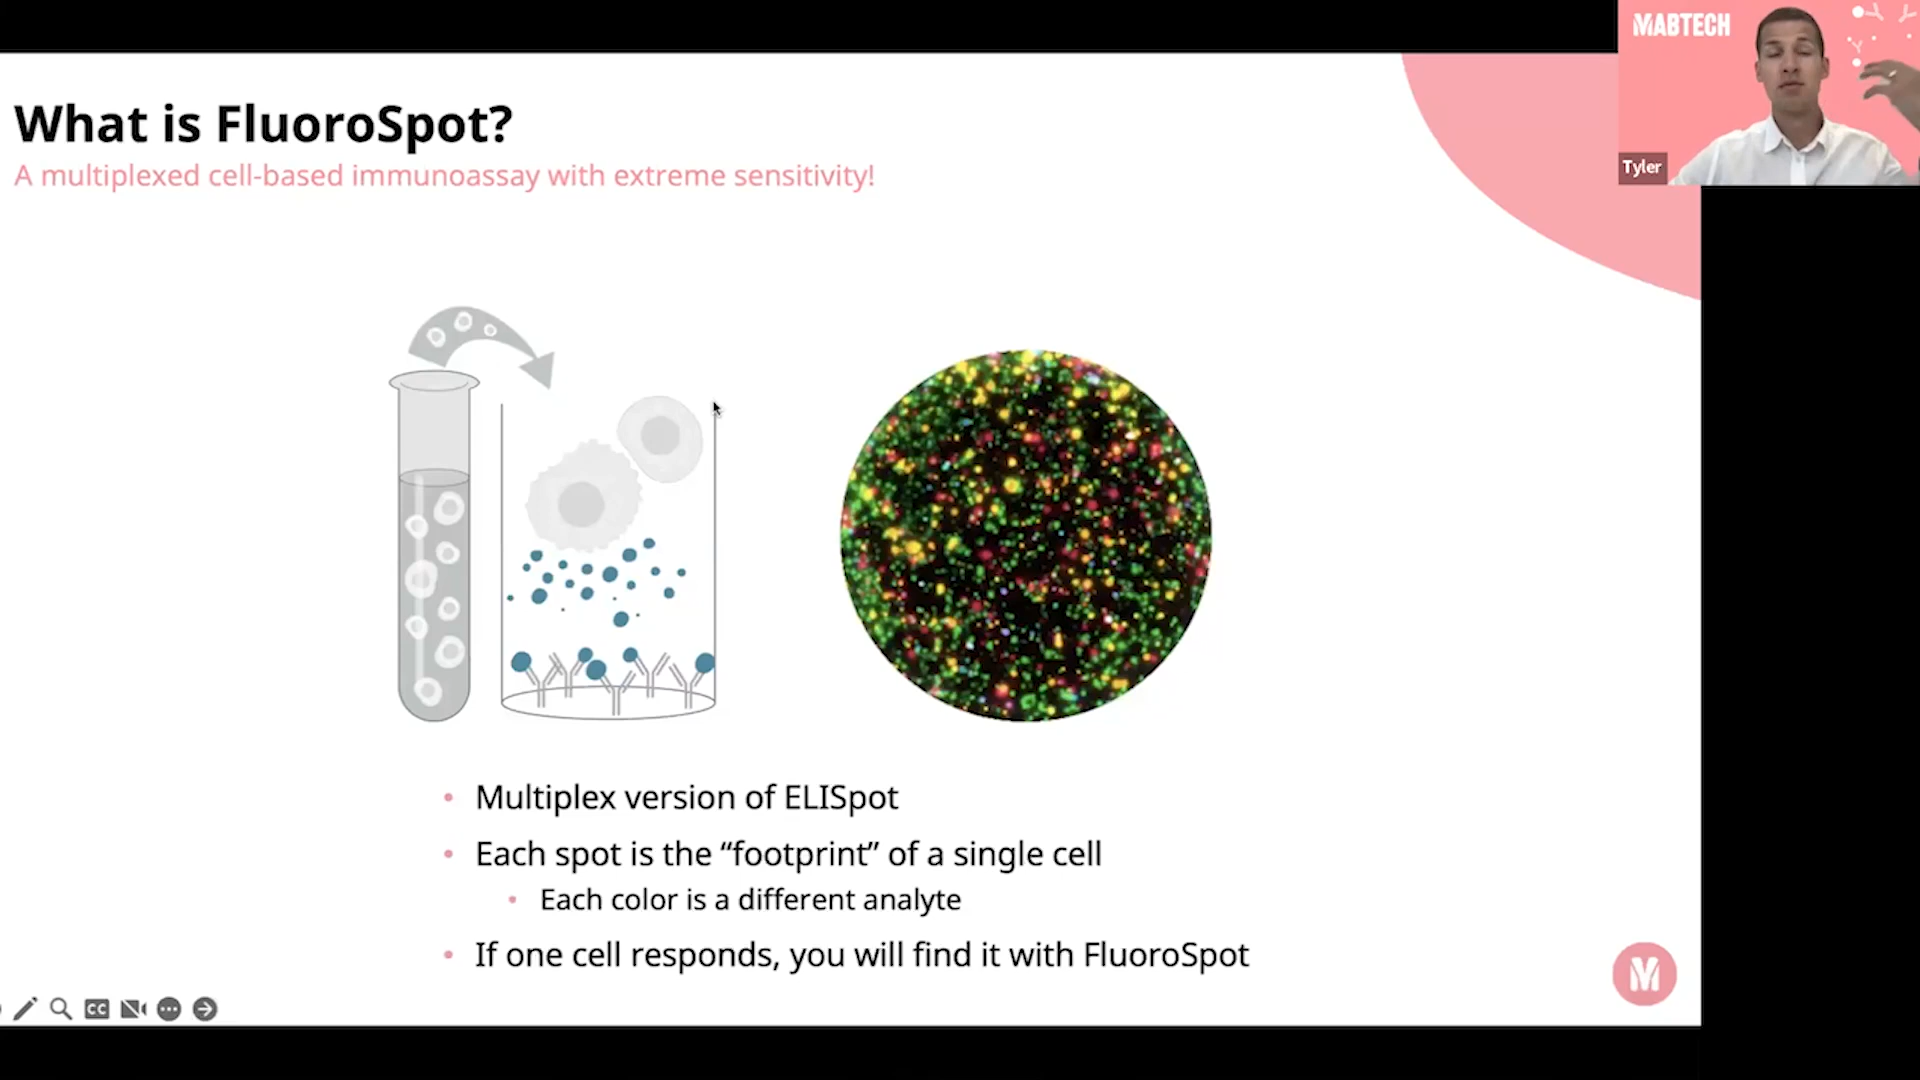 MABTECH
Tyler
What is FluoroSpot?
A multiplexed cell-based immunoassay with extreme sensitivity!
• Multiplex version of ELISpot
• Each spot is the “footprint” of a single cell
• Each color is a different analyte
• If one cell responds, you will find it with FluoroSpot
M
CC